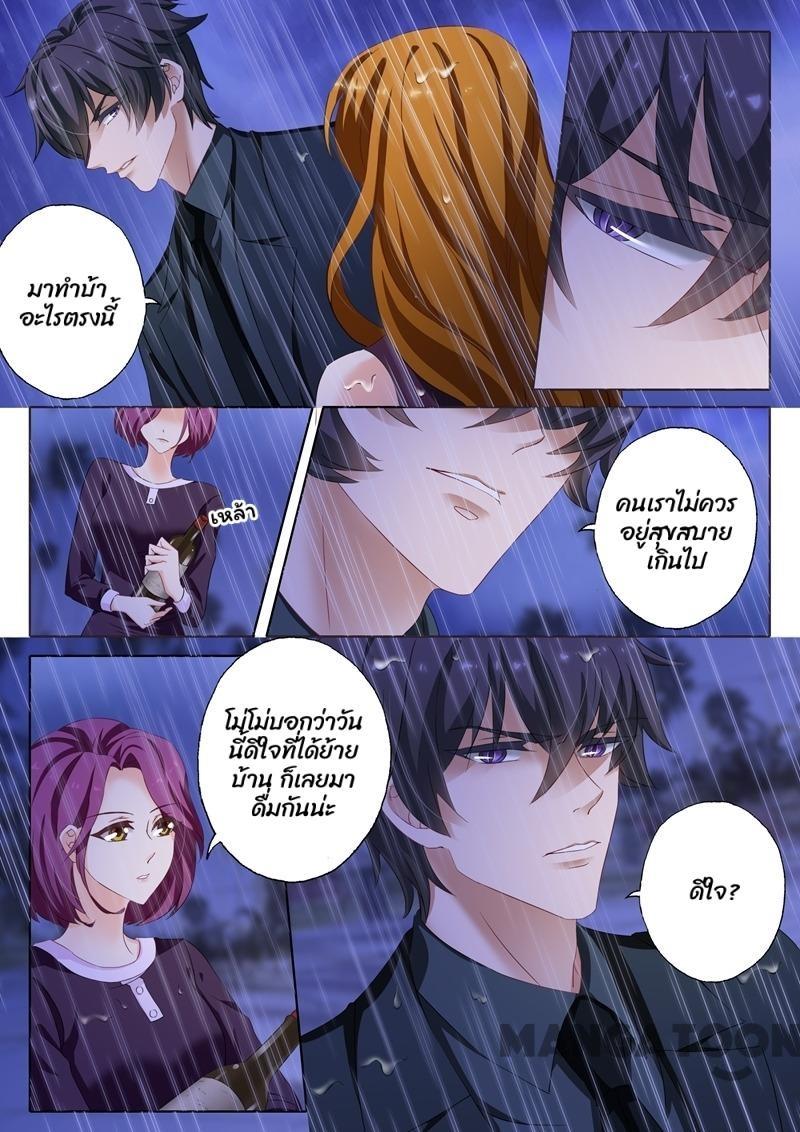 มาทำบ้า
อะไรตรงนี้
เหล้า
คนเราไม่ควร
อยู่สุขสบาย
เกินไป
โม่โม่บอกว่าวัน
นี้ดีใจที่ได้ย้าย
บ้าน ก็เลยมา
ดื่มกันน่ะ
ดีใจ?
MANGATOON